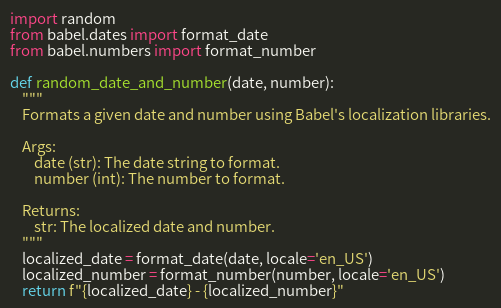 import random
from babel.dates import format_date
from babel.numbers import format_number

def random_date_and_number(date, number):
    """
    Formats a given date and number using Babel's localization libraries.

    Args:
        date (str): The date string to format.
        number (int): The number to format.

    Returns:
        str: The localized date and number.
    """
    localized_date = format_date(date, locale='en_US')
    localized_number = format_number(number, locale='en_US')
    return f"{localized_date} - {localized_number}"